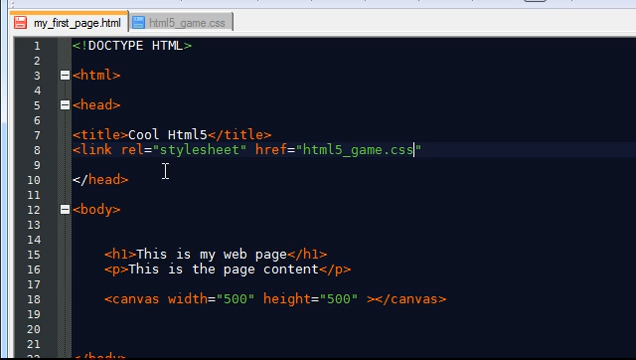 my_first_page.html html5_game.css
1 <!DOCTYPE HTML>
2
3 <html>
4
5 <head>
6
7 <title>Cool Html5</title>
8 <link rel="stylesheet" href="html5_game.css"
9
10 </head>
11
12 <body>
13
14
15 <h1>This is my web page</h1>
16 <p>This is the page content</p>
17
18 <canvas width="500" height="500" ></canvas>
19
20
21
22 </body>